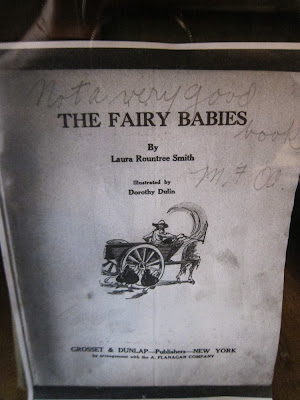 Not a very good
THE FAIRY BABIES
book
By
Laura Rountree Smith
Illustrated by
Dorothy Dulin
GROSSET & DUNLAP—Publishers—NEW YORK
by arrangement with the A. FLANAGAN COMPANY